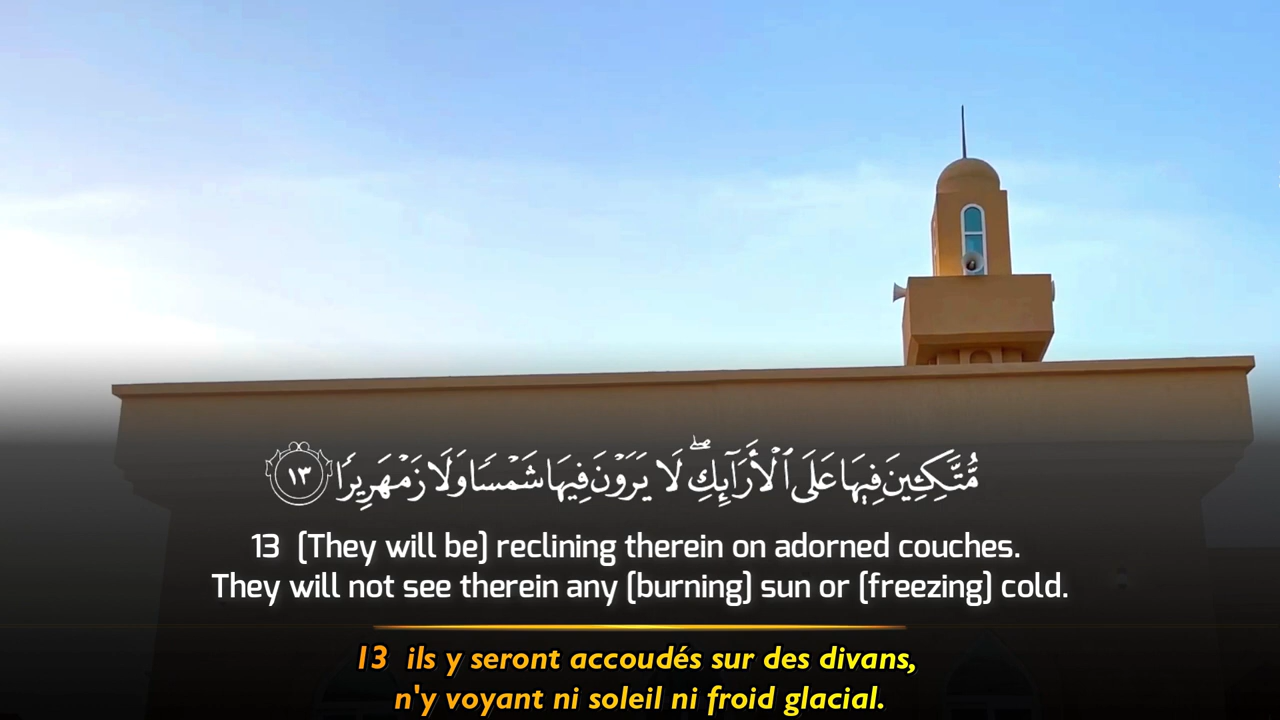 مُّتَّكِـِٔينَ فِيهَا عَلَى ٱلْأَرَآئِكِ ۖ لَا يَرَوْنَ فِيهَا شَمْسًا وَلَا زَمْهَرِيرًا ١٣
13 [They will be] reclining therein on adorned couches.
They will not see therein any [burning] sun or [freezing] cold.
13 ils y seront accoudés sur des divans,
n'y voyant ni soleil ni froid glacial.